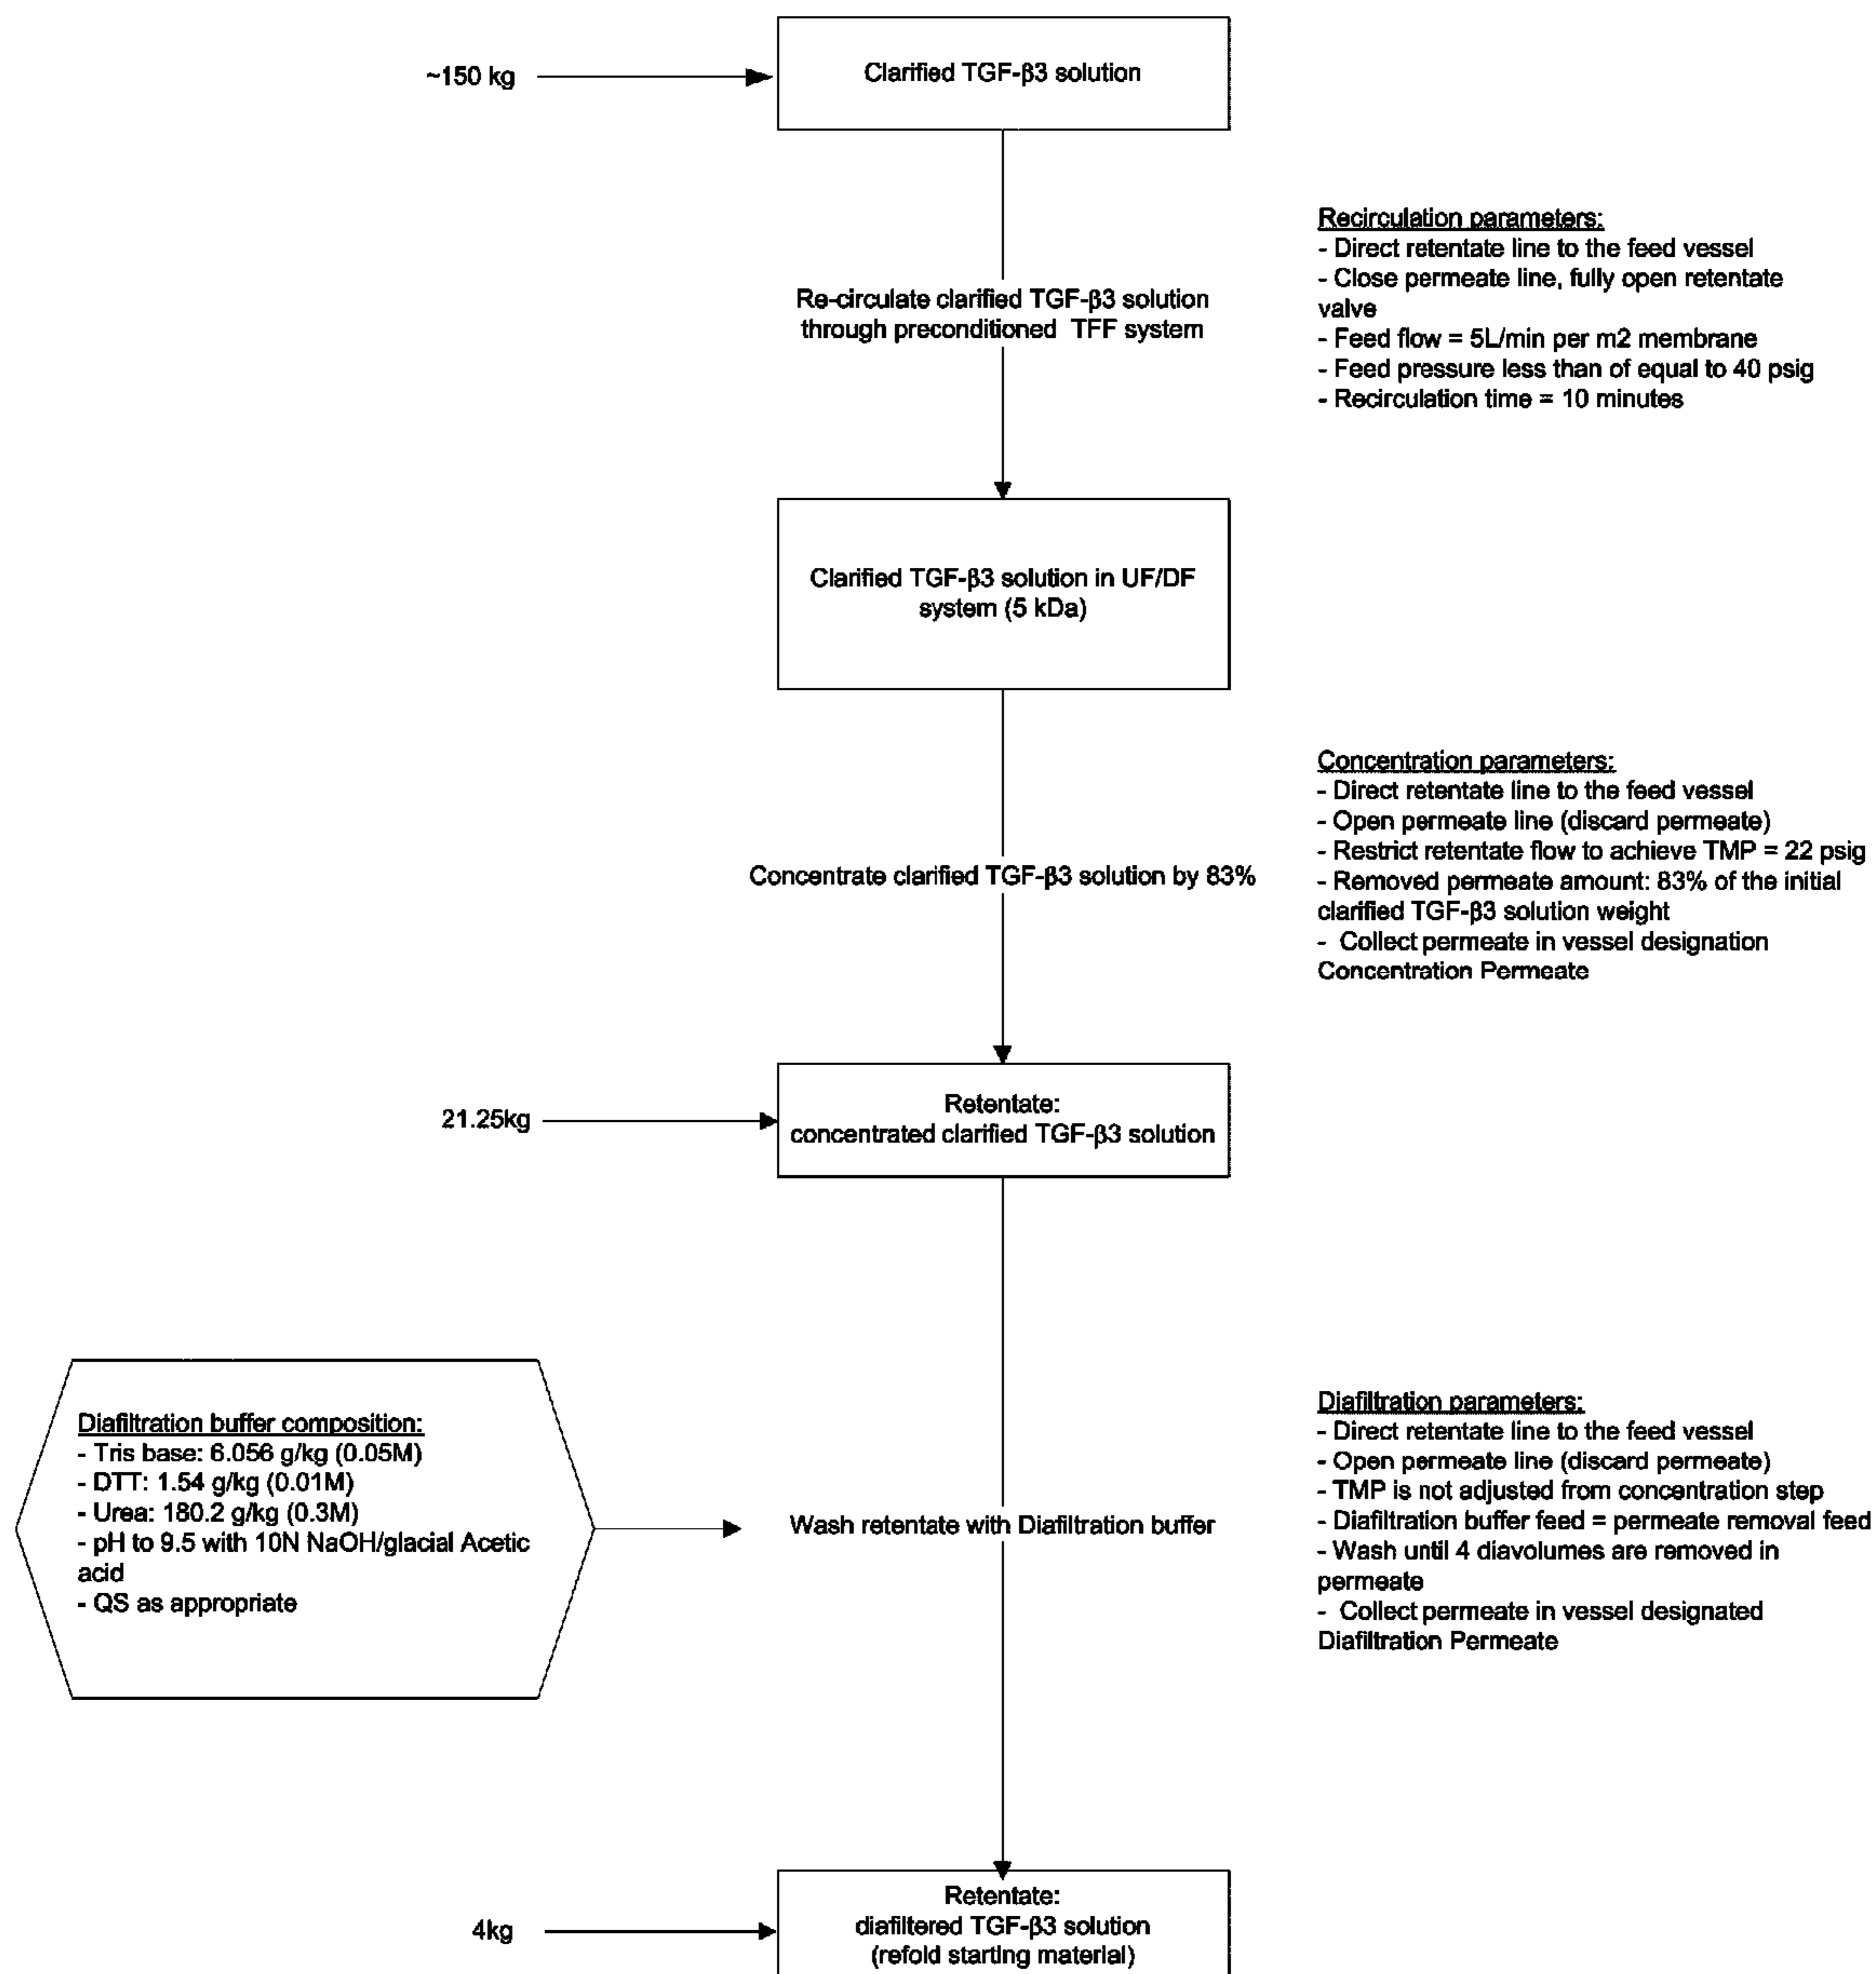 ~150 kg
Clarified TGF-β3 solution
Re-circulate clarified TGF-β3 solution
through preconditioned TFF system
Recirculation parameters:
- Direct retentate line to the feed vessel
- Close permeate line, fully open retentate
valve
- Feed flow = 5L/min per m2 membrane
- Feed pressure less than of equal to 40 psig
- Recirculation time = 10 minutes
Clarified TGF-β3 solution in UF/DF
system (5 kDa)
Concentrate clarified TGF-β3 solution by 83%
Concentration parameters:
- Direct retentate line to the feed vessel
- Open permeate line (discard permeate)
- Restrict retentate flow to achieve TMP = 22 psig
- Removed permeate amount: 83% of the initial
clarified TGF-β3 solution weight
- Collect permeate in vessel designation
Concentration Permeate
21.25kg
Retentate:
concentrated clarified TGF-β3 solution
Diafiltration buffer composition:
- Tris base: 6.056 g/kg (0.05M)
- DTT: 1.54 g/kg (0.01M)
- Urea: 180.2 g/kg (0.3M)
- pH to 9.5 with 10N NaOH/glacial Acetic
acid
- QS as appropriate
Wash retentate with Diafiltration buffer
Diafiltration parameters:
- Direct retentate line to the feed vessel
- Open permeate line (discard permeate)
- TMP is not adjusted from concentration step
- Diafiltration buffer feed = permeate removal feed
- Wash until 4 diavolumes are removed in
permeate
- Collect permeate in vessel designated
Diafiltration Permeate
4kg
Retentate:
diafiltered TGF-β3 solution
(refold starting material)